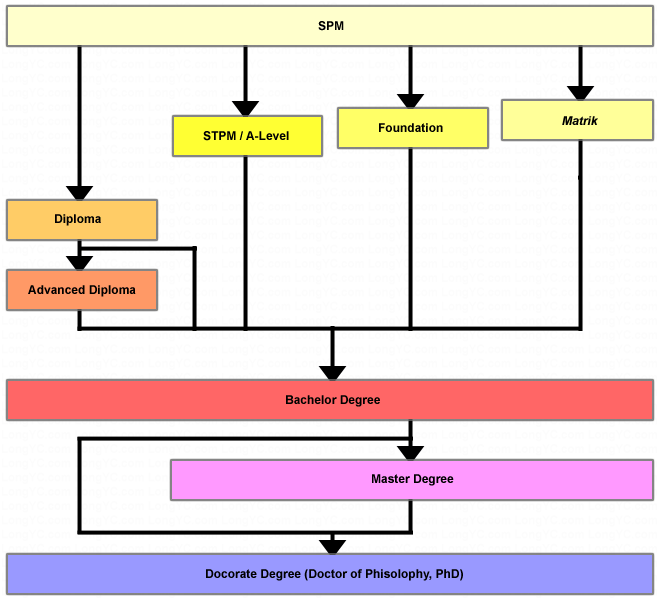 SPM
STPM / A-Level
Foundation
Matrik
Diploma
Advanced Diploma
Bachelor Degree
Master Degree
Docorate Degree (Doctor of Phisolophy, PhD)